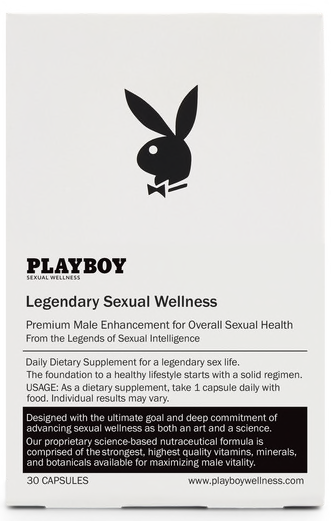 PLAYBOY
SEXUAL WELLNESS
Legendary Sexual Wellness
Premium Male Enhancement for Overall Sexual Health
From the Legends of Sexual Intelligence
Daily Dietary Supplement for a legendary sex life.
The foundation to a healthy lifestyle starts with a solid regimen.
USAGE: As a dietary supplement, take 1 capsule daily with
food. Individual results may vary.
Designed with the ultimate goal and deep commitment of
advancing sexual wellness as both an art and a science.
Our proprietary science-based nutraceutical formula is
comprised of the strongest, highest quality vitamins, minerals,
and botanicals available for maximizing male vitality.
30 CAPSULES
www.playboywellness.com